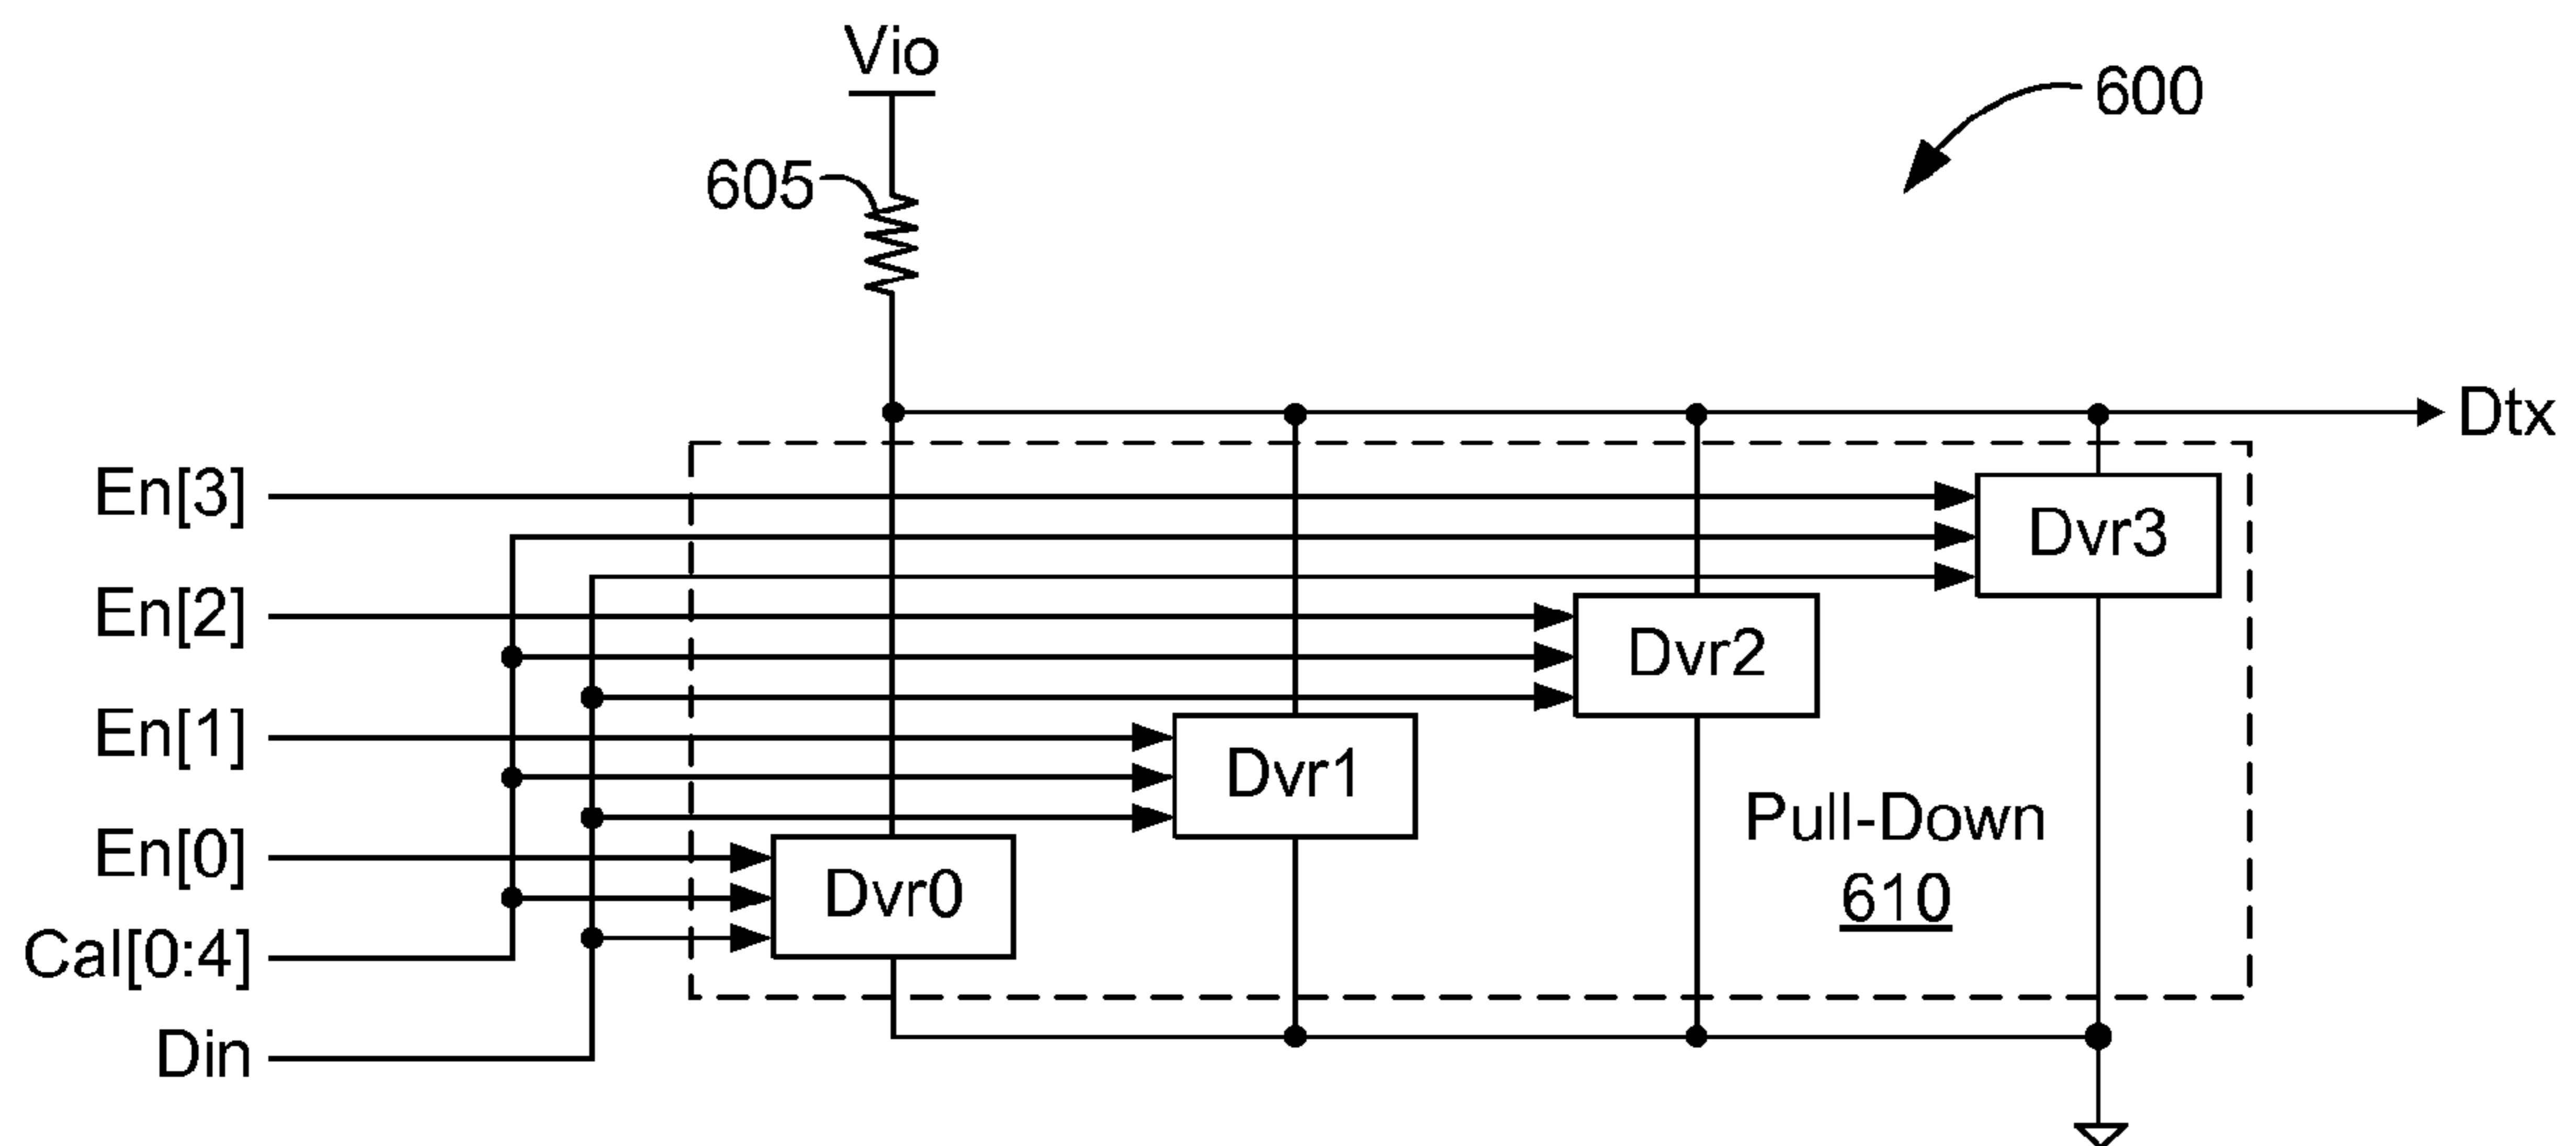 Vio
600
605
Dtx
En[3]
Dvr3
En[2]
Dvr2
En[1]
Dvr1
Pull-Down
610
En[0]
Dvr0
Cal[0:4]
Din